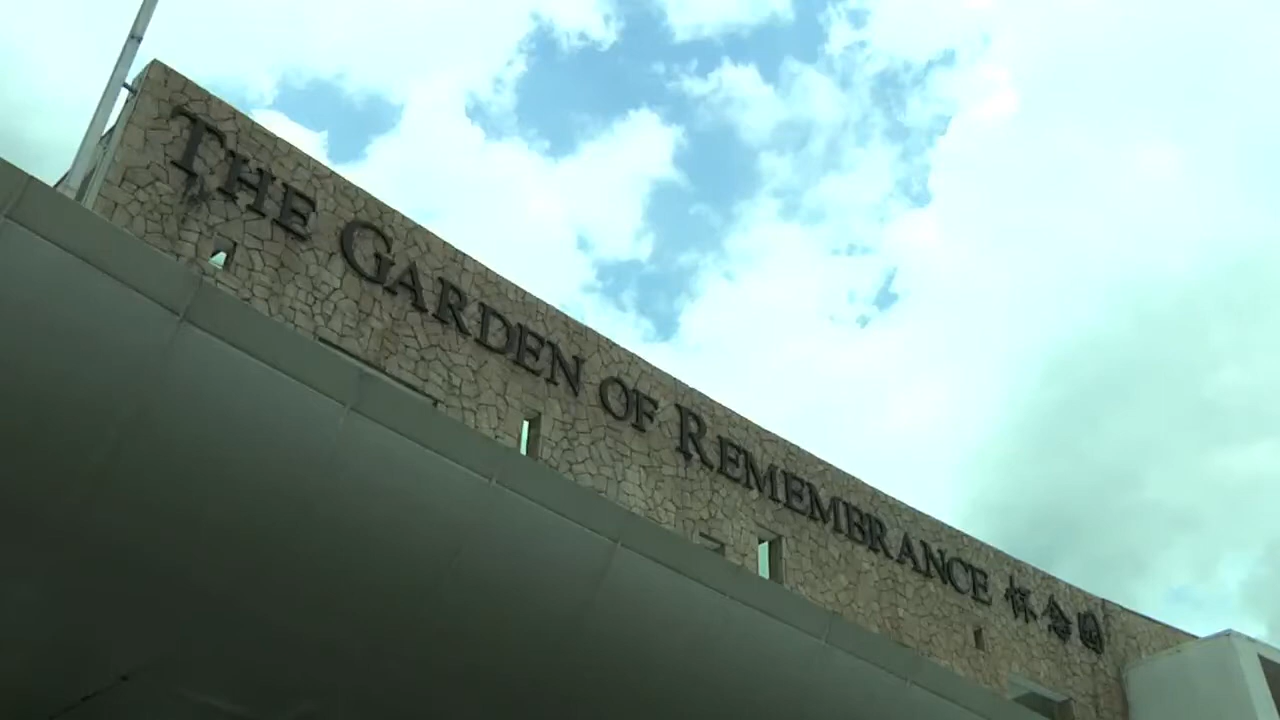 THE GARDEN OF REMEMBRANCE 怀念园